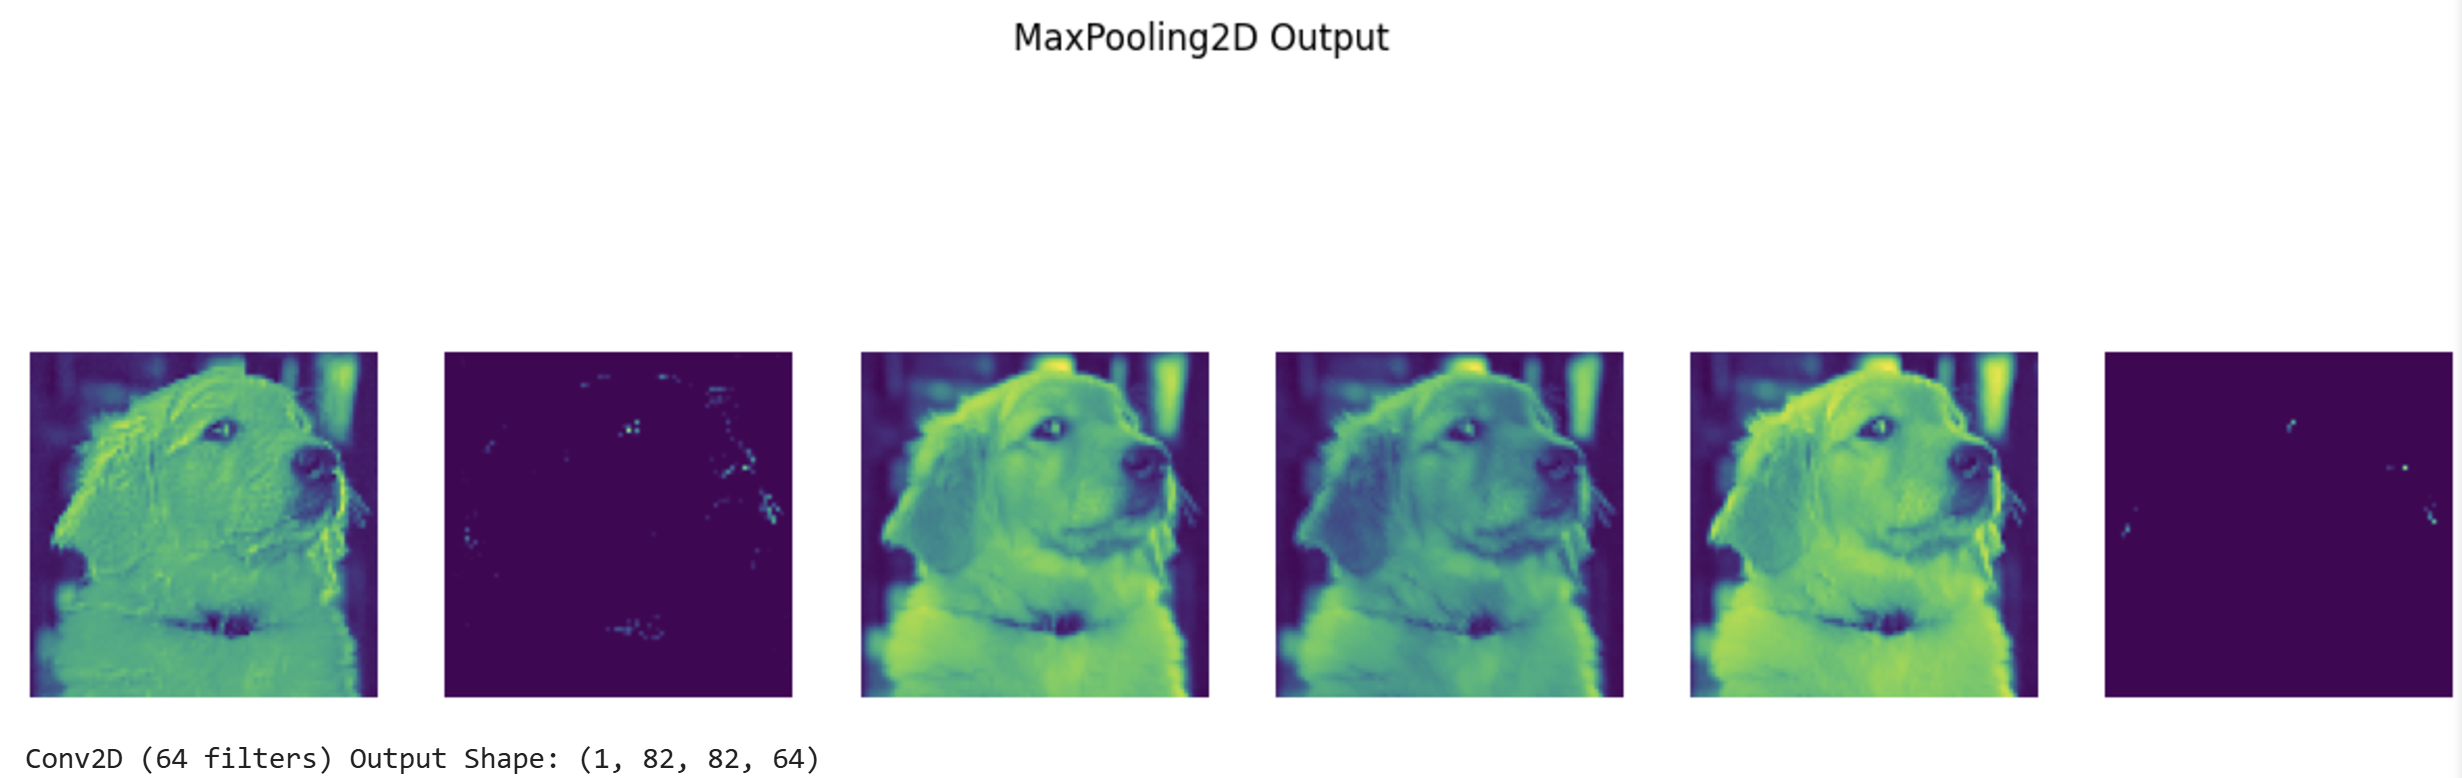 MaxPooling2D Output
Conv2D (64 filters) Output Shape: (1, 82, 82, 64)